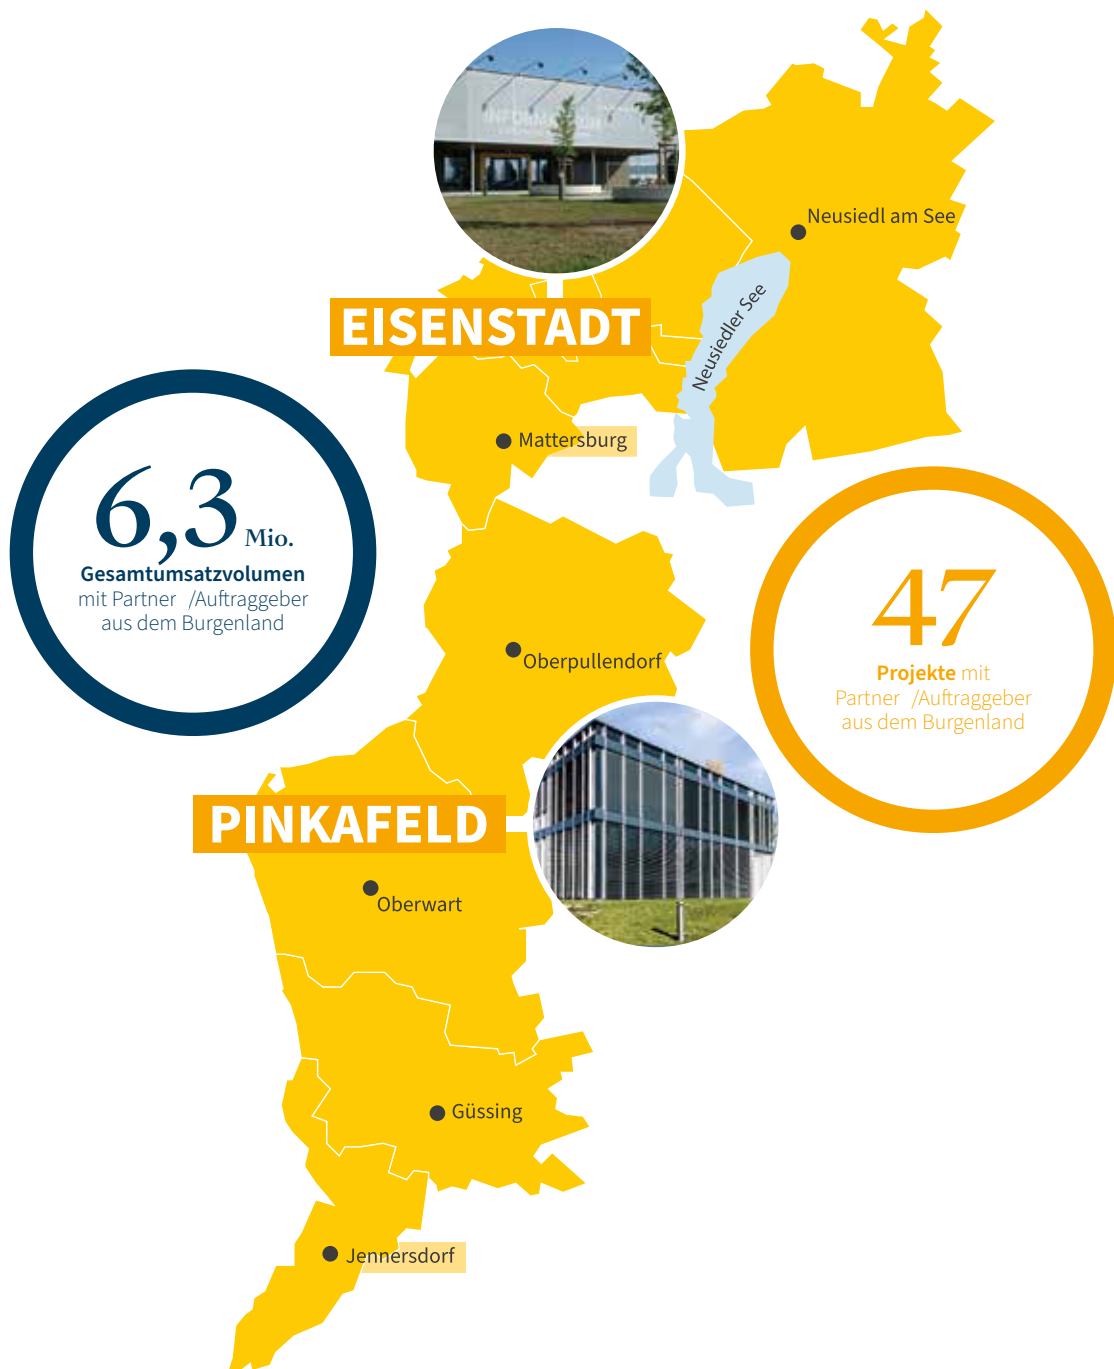 INFORMATION
Neusiedl am See
Neusiedler See
EISENSTADT
Mattersburg
6,3 Mio.
Gesamtumsatzvolumen
mit Partner /Auftraggeber
aus dem Burgenland
47
Projekte mit
Partner /Auftraggeber
aus dem Burgenland
Oberpullendorf
PINKAFELD
Oberwart
Güssing
Jennersdorf